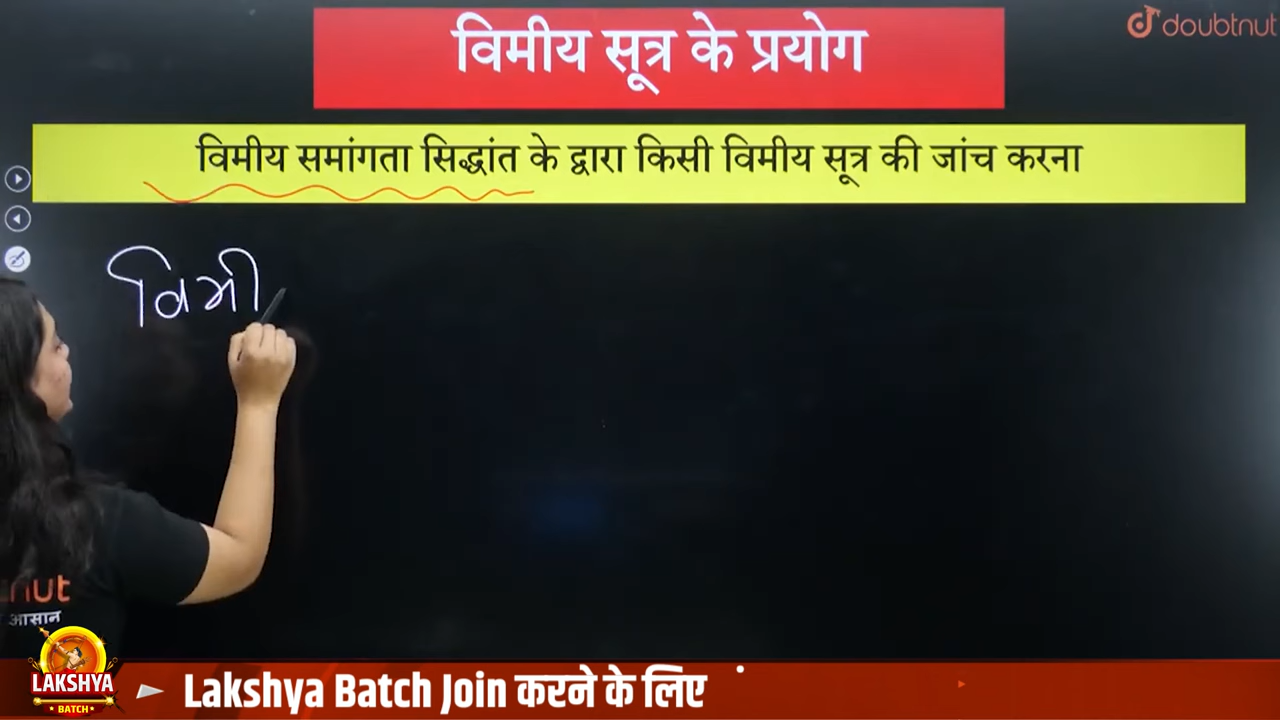 विमीय सूत्र के प्रयोग
doubtnut
विमीय समांगता सिद्धांत के द्वारा किसी विमीय सूत्र की जांच करना
विमी
nut
आसान
LAKSHYA
BATCH
Lakshya Batch Join करने के लिए